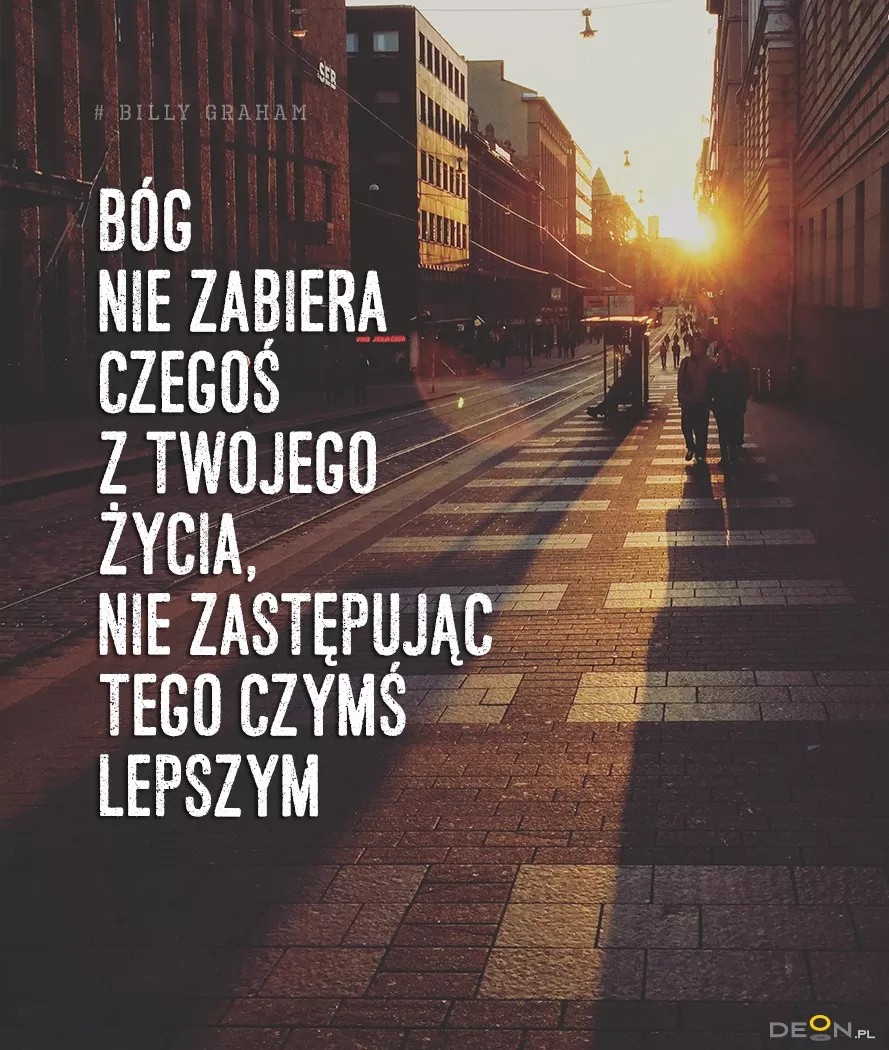 SEB
# BILLY GRAHAM
BÓG
NIE ZABIERA
CZEGOŚ
Z TWOJEGO
ŻYCIA,
NIE ZASTĘPUJĄC
TEGO CZYMŚ
LEPSZYM
DEON.PL